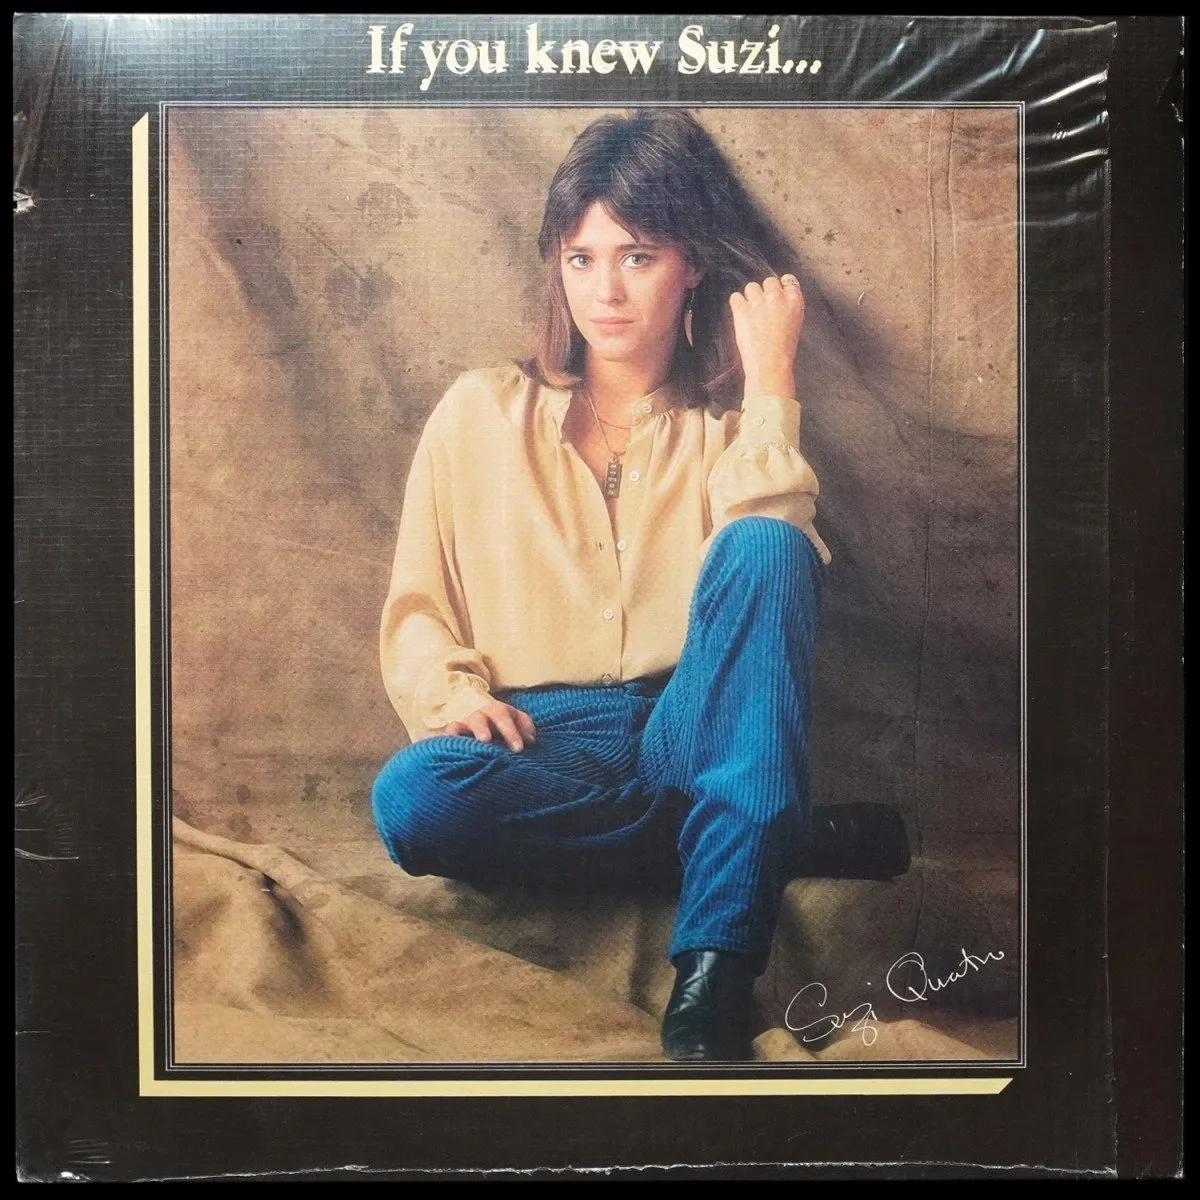 If you knew Suzi...
Suzi Quatro